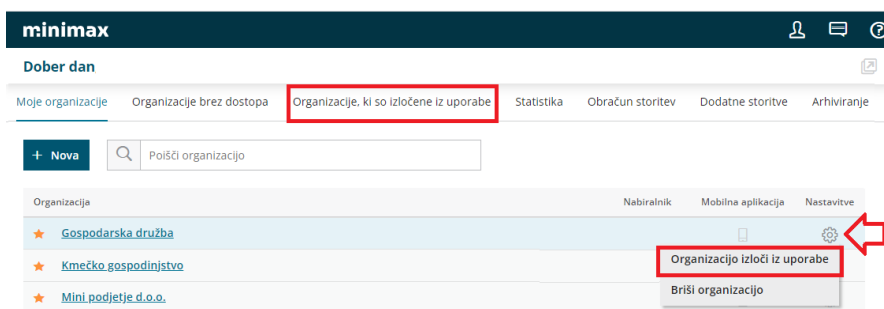 minimax
Dober dan
Moje organizacije Organizacije brez dostopa Organizacije, ki so izločene iz uporabe Statistika Obračun storitev Dodatne storitve Arhiviranje
+ Nova Poišči organizacijo
Organizacija Nabiralnik Mobilna aplikacija Nastavitve
Gospodarska družba
Organizacijo izloči iz uporabe
Kmečko gospodinjstvo
Briši organizacijo
Mini podjetje d.o.o.